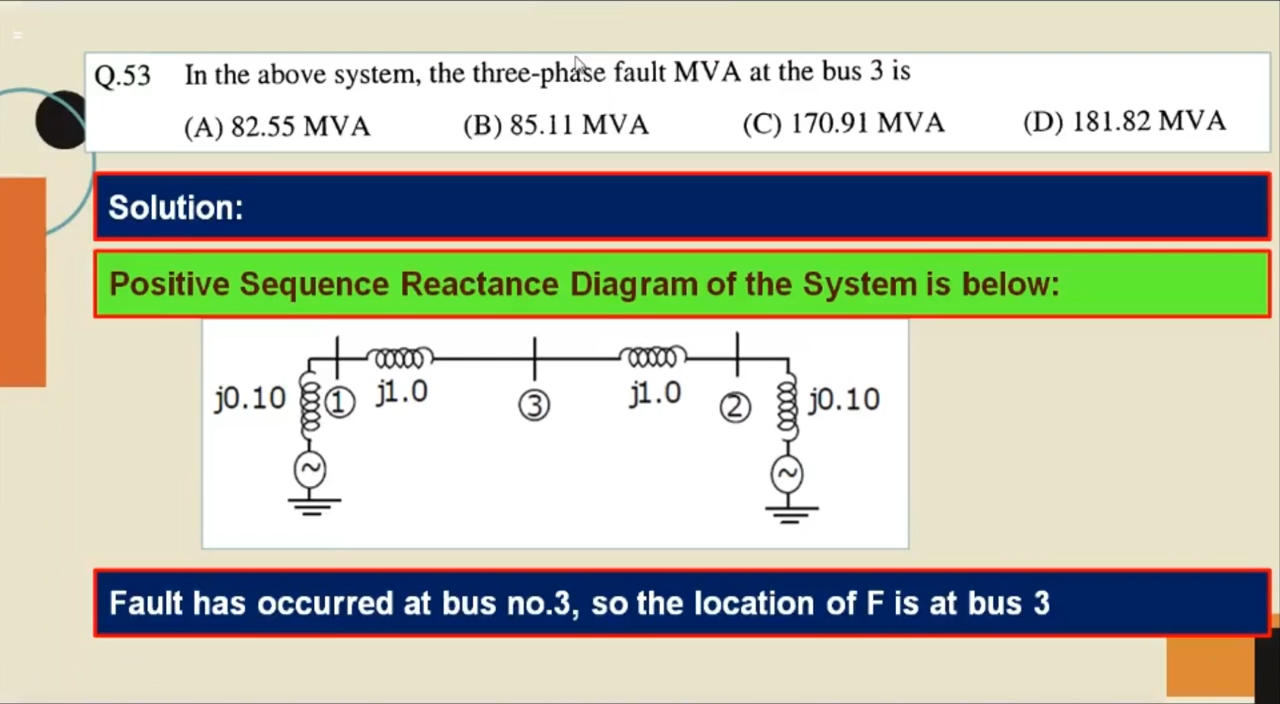 =
Q.53 In the above system, the three-phase fault MVA at the bus 3 is
(A) 82.55 MVA (B) 85.11 MVA (C) 170.91 MVA (D) 181.82 MVA
Solution:
Positive Sequence Reactance Diagram of the System is below:
j0.10 ① j1.0 ③ j1.0 ② j0.10
~ ~
Fault has occurred at bus no.3, so the location of F is at bus 3